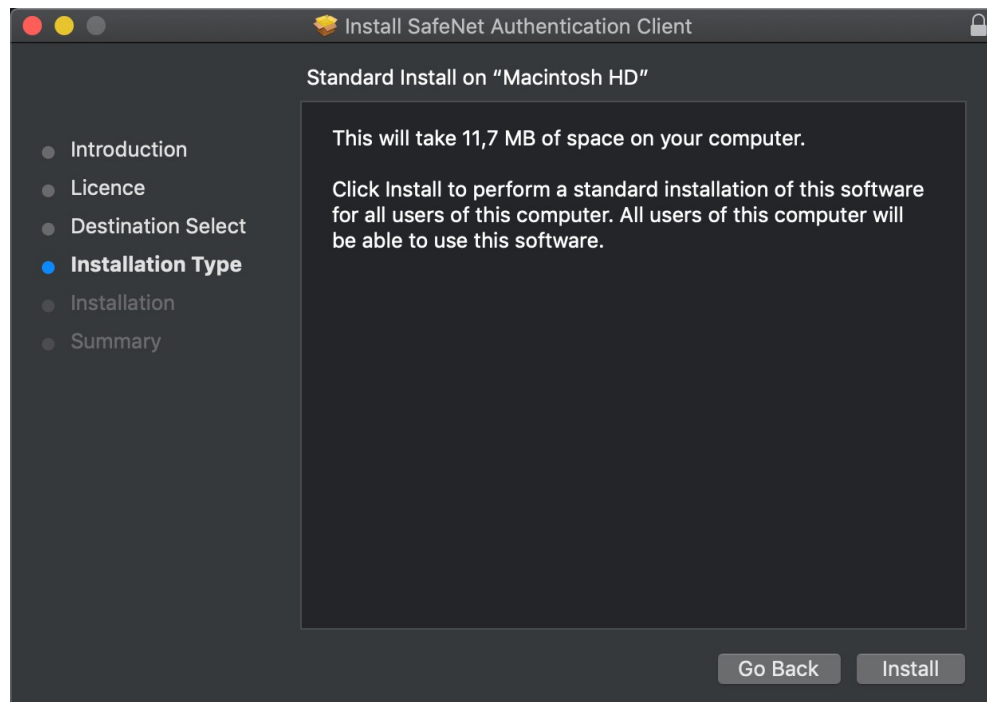 Install SafeNet Authentication Client
Standard Install on “Macintosh HD”
Introduction
Licence
Destination Select
Installation Type
Installation
Summary
This will take 11,7 MB of space on your computer.
Click Install to perform a standard installation of this software
for all users of this computer. All users of this computer will
be able to use this software.
Go Back
Install